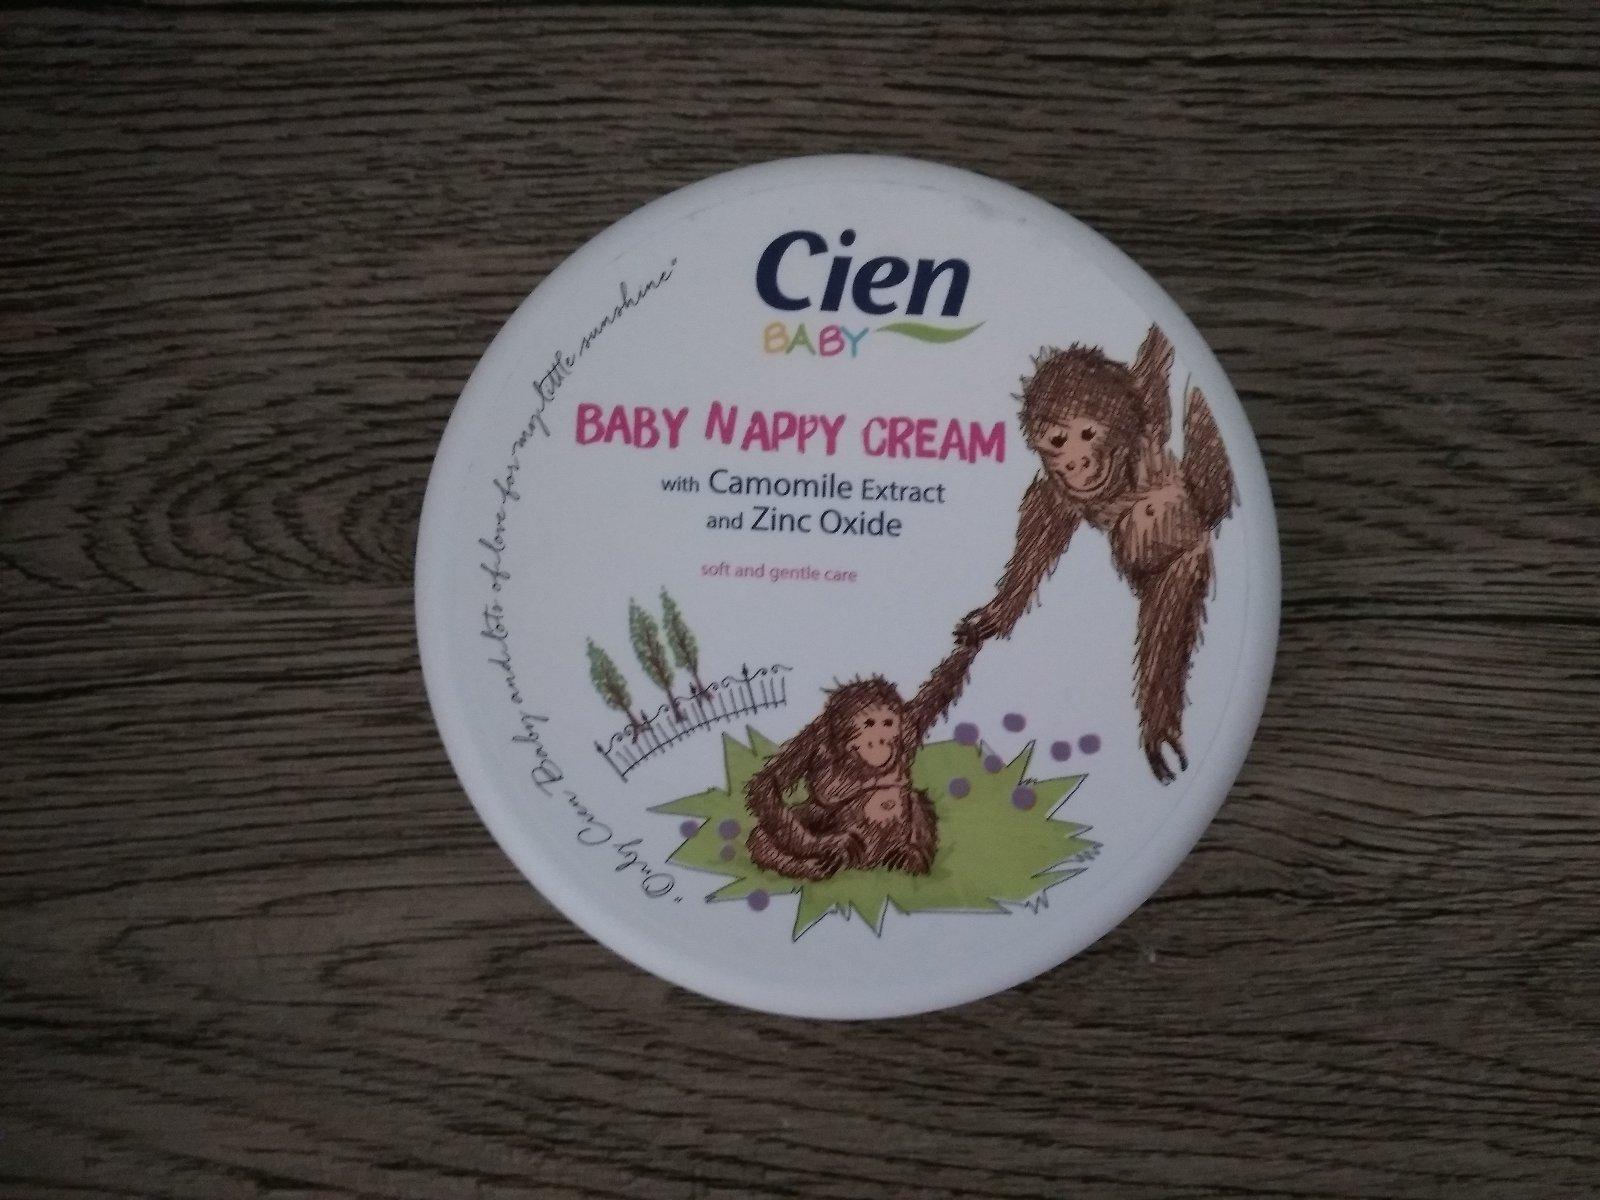 Cien
BABY
BABY NAPPY CREAM
with Camomile Extract
and Zinc Oxide
soft and gentle care
"Only Cien Baby and lots of love for my little sunshine"